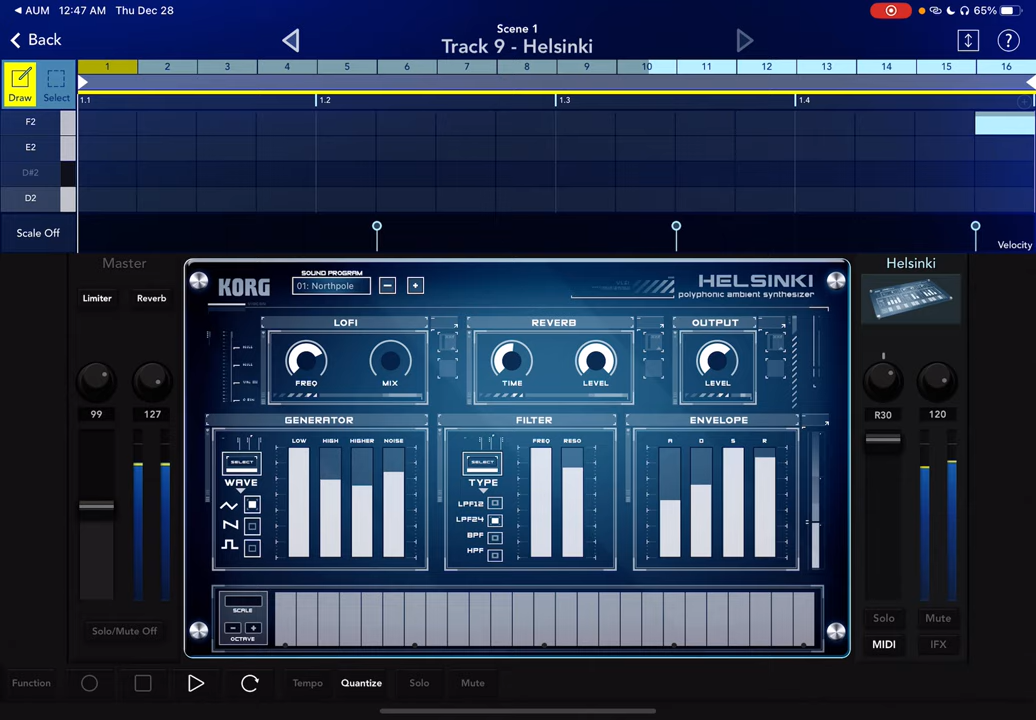 ◀ AUM 12:47 AM Thu Dec 28
65%
Back
Scene 1
Track 9 - Helsinki
?
Draw
Select
1 2 3 4 5 6 7 8 9 10 11 12 13 14 15 16
1.1 1.2 1.3 1.4
F2
E2
D#2
D2
Scale Off
Velocity
Master
Limiter Reverb
99 127
Solo/Mute Off
KORG
SOUND PROGRAM
01: Northpole
- +
HELSINKI
polyphonic ambient synthesizer
LOFI
FREQ MIX
REVERB
TIME LEVEL
OUTPUT
LEVEL
GENERATOR
SELECT
WAVE
LOW HIGH HIGHER NOISE
FILTER
SELECT
TYPE
LPF12
LPF24
BPF
HPF
FREQ RESO
ENVELOPE
A D S R
SCALE
- +
OCTAVE
Helsinki
R30 120
Solo Mute
MIDI IFX
Function
Tempo
Quantize
Solo
Mute